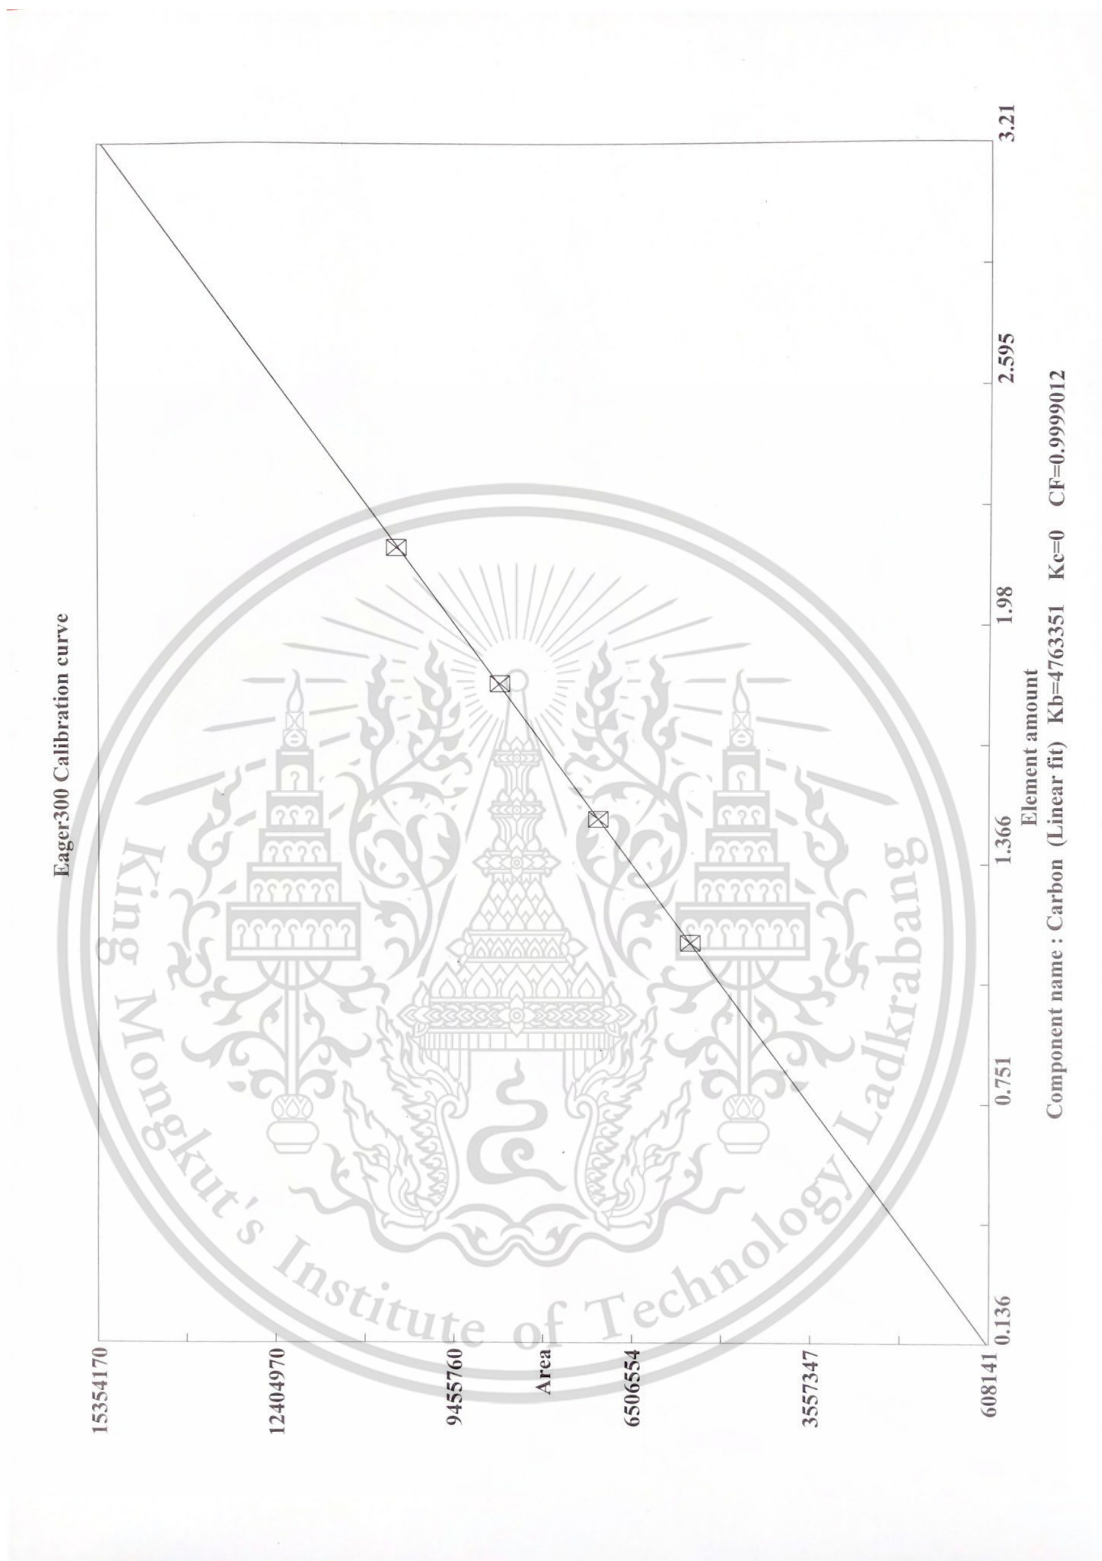 Eager300 Calibration curve
15354170
12404970
9455760
Area
6506554
3557347
608141
0.136
0.751
1.366
1.98
2.595
3.21
Element amount
Component name : Carbon (Linear fit) Kb=4763351 Kc=0 CF=0.9999012
King Mongkut's Institute of Technology Ladkrabang